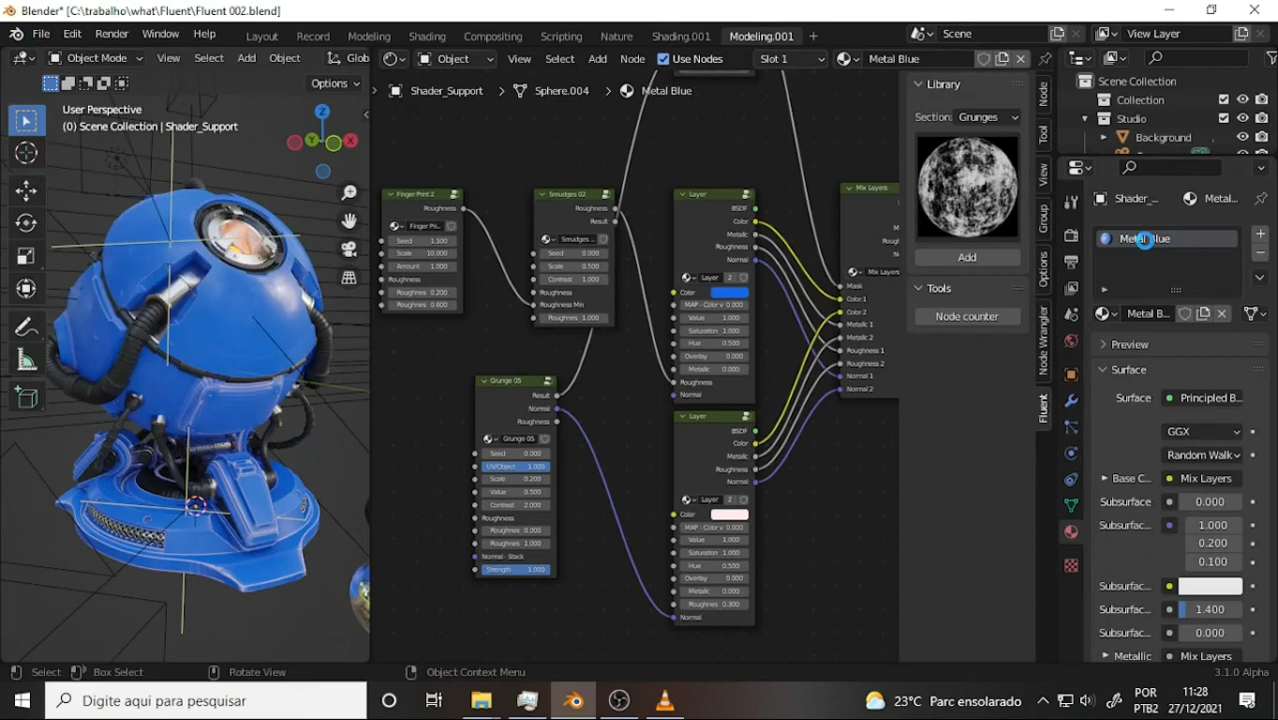 Blender* [C:\trabalho\what\Fluent\Fluent 002.blend]
File Edit Render Window Help Layout Record Modeling Shading Compositing Scripting Nature Shading.001 Modeling.001 Scene View Layer
Object Mode View Select Add Object Glob
Object View Select Add Node Use Nodes Slot 1 Metal Blue
Options
Shader_Support Sphere.004 Metal Blue
User Perspective
(0) Scene Collection | Shader_Support
Z
Y
X
Finger Print 2
Roughness
Finger Pri...
Seed 1.100
Scale 10.000
Amount 1.000
Roughness
Roughnes 0.200
Roughnes 0.600
Smudges 02
Roughness
Result
Smudges ...
Seed 0.000
Scale 0.500
Contrast 1.000
Roughness
Roughness Min
Roughnes 1.000
Grunge 05
Result
Normal
Roughness
Grunge 05
Seed 0.000
UV/Object 1.000
Scale 0.200
Value 0.500
Contrast 2.000
Roughness
Roughnes 0.000
Roughnes 1.000
Normal - Stack
Strength 1.000
Layer
BSDF
Color
Metallic
Roughness
Normal
Layer 2
Color
MAP - Color v 0.000
Value 1.000
Saturation 1.000
Hue 0.500
Overlay 0.000
Metallic 0.000
Roughness
Normal
Layer
BSDF
Color
Metallic
Roughness
Normal
Layer 2
Color
MAP - Color v 0.000
Value 1.000
Saturation 1.000
Hue 0.500
Overlay 0.000
Metallic 0.000
Roughnes 0.300
Normal
Mix Layers
Mix Layers
Mask
Color 1
Color 2
Metallic 1
Metallic 2
Roughness 1
Roughness 2
Normal 1
Normal 2
Library
Section: Grunges
Add
Tools
Node counter
Node
Tool
View
Group
Options
Node Wrangler
Fluent
Scene Collection
Collection
Studio
Background
Shader_... Metal...
Metal Blue
Metal B...
Preview
Surface
Surface Principled B...
GGX
Random Walk
Base C... Mix Layers
Subsurface 0.000
Subsurfac... 1.000
0.200
0.100
Subsurfac...
Subsurfac... 1.400
Subsurfac... 0.000
Metallic Mix Layers
Select Box Select Rotate View Object Context Menu 3.1.0 Alpha
Digite aqui para pesquisar 23°C Parc ensolarado
POR
PTB2
11:28
27/12/2021